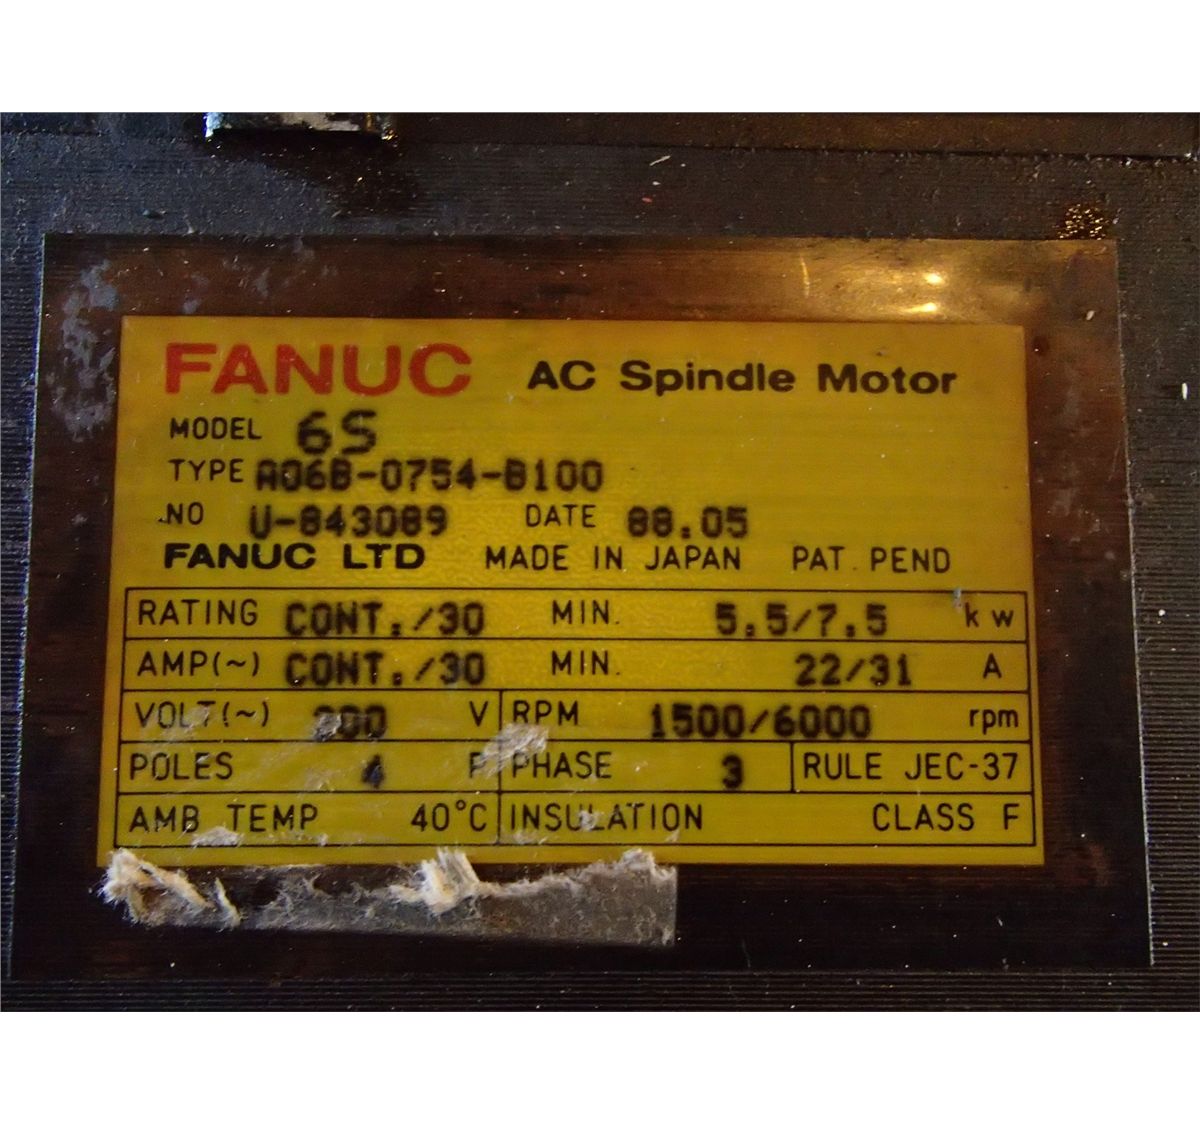 FANUC AC Spindle Motor
MODEL 6S
TYPE A06B-0754-B100
NO U-843089 DATE 88.05
FANUC LTD MADE IN JAPAN PAT. PEND
RATING CONT./30 MIN. 5.5/7.5 kw
AMP(~) CONT./30 MIN. 22/31 A
VOLT(~) 200 V RPM 1500/6000 rpm
POLES 4 P PHASE 3 RULE JEC-37
AMB TEMP 40°C INSULATION CLASS F